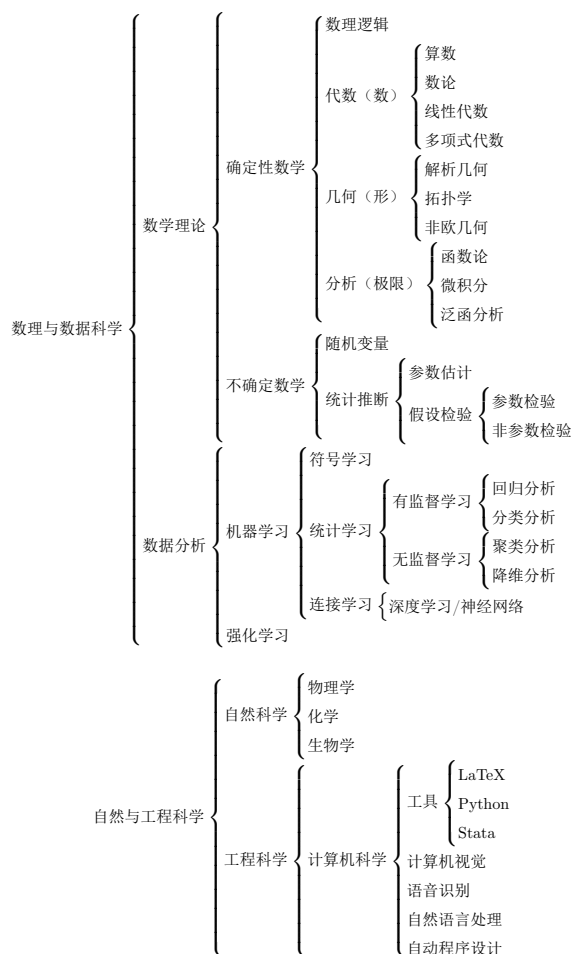 数理逻辑
算数
数论
代数（数）
线性代数
多项式代数
确定性数学
解析几何
几何（形）
拓扑学
数学理论
非欧几何
函数论
分析（极限）
微积分
泛函分析
数理与数据科学
随机变量
参数估计
不确定数学
统计推断
参数检验
假设检验
非参数检验
符号学习
回归分析
有监督学习
分类分析
机器学习
统计学习
数据分析
聚类分析
无监督学习
降维分析
连接学习
深度学习/神经网络
强化学习
物理学
自然科学
化学
生物学
LaTeX
工具
Python
自然与工程科学
Stata
工程科学
计算机科学
计算机视觉
语音识别
自然语言处理
自动程序设计